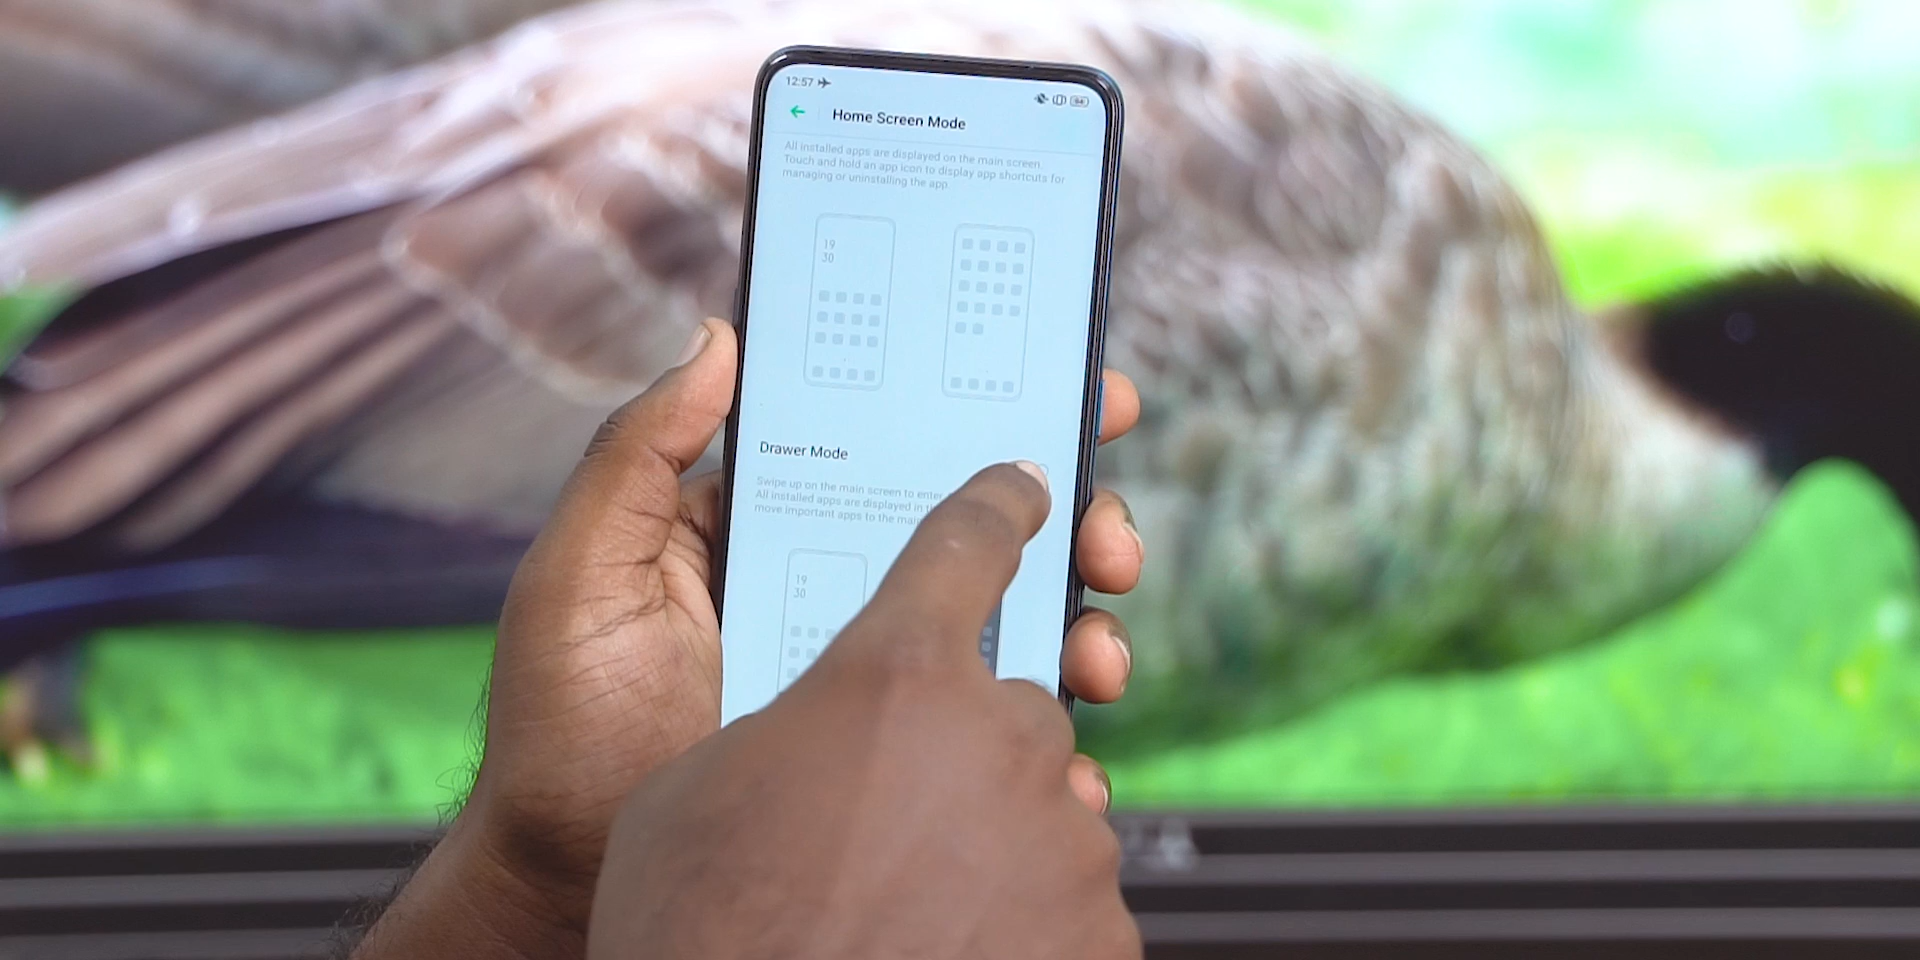 12:57
94
Home Screen Mode
All installed apps are displayed on the main screen.
Touch and hold an app icon to display app shortcuts for
managing or uninstalling the app.
19
30
Drawer Mode
Swipe up on the main screen to enter
All installed apps are displayed in
move important apps to the main
19
30